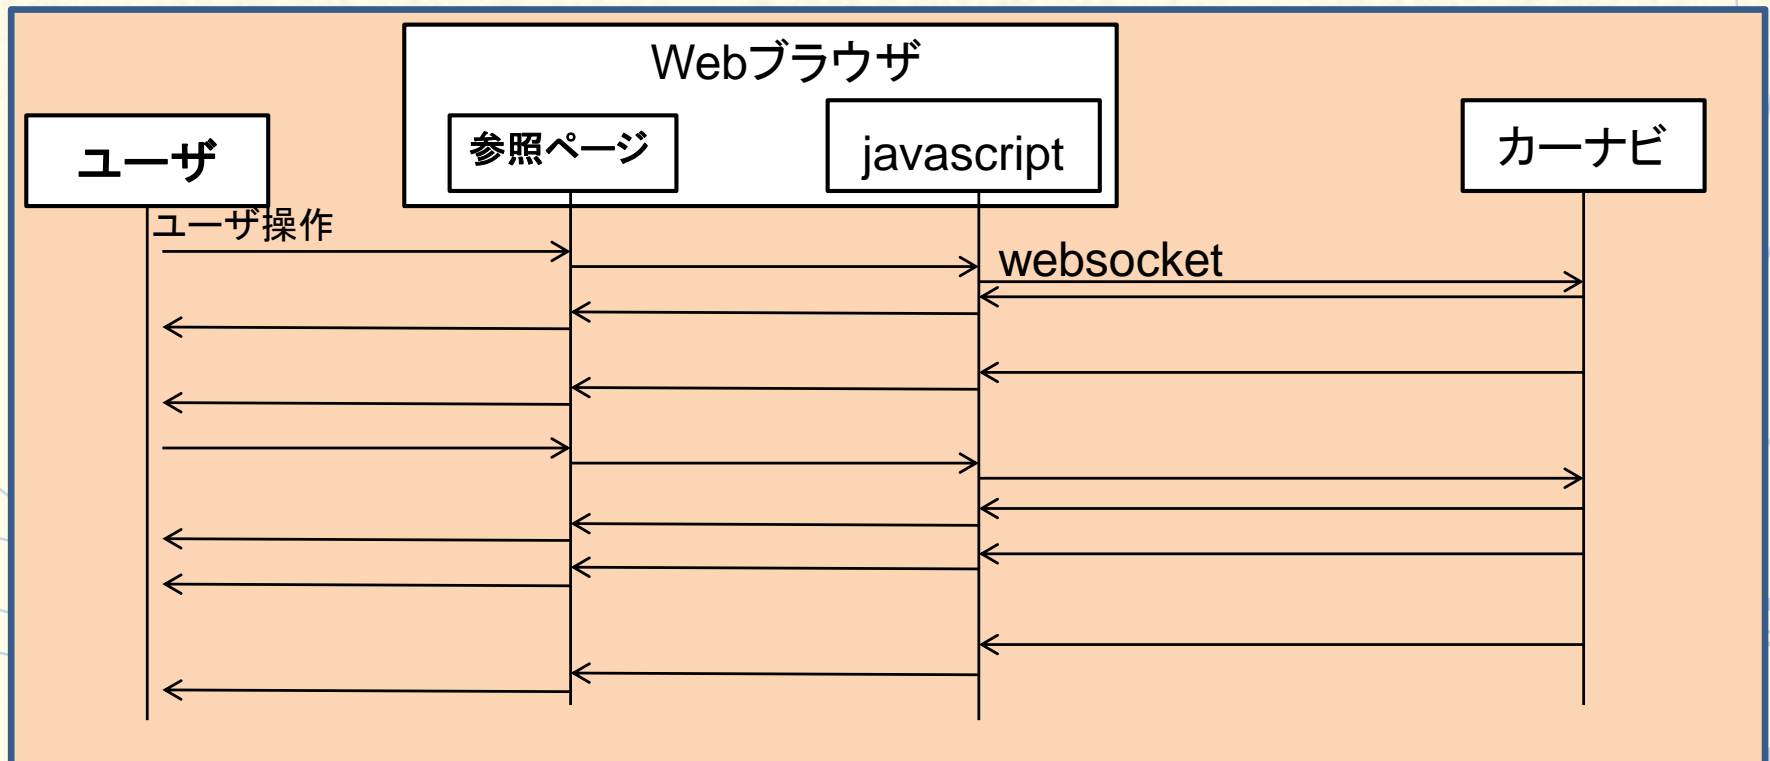 Webブラウザ
ユーザ
参照ページ
javascript
カーナビ
ユーザ操作
websocket